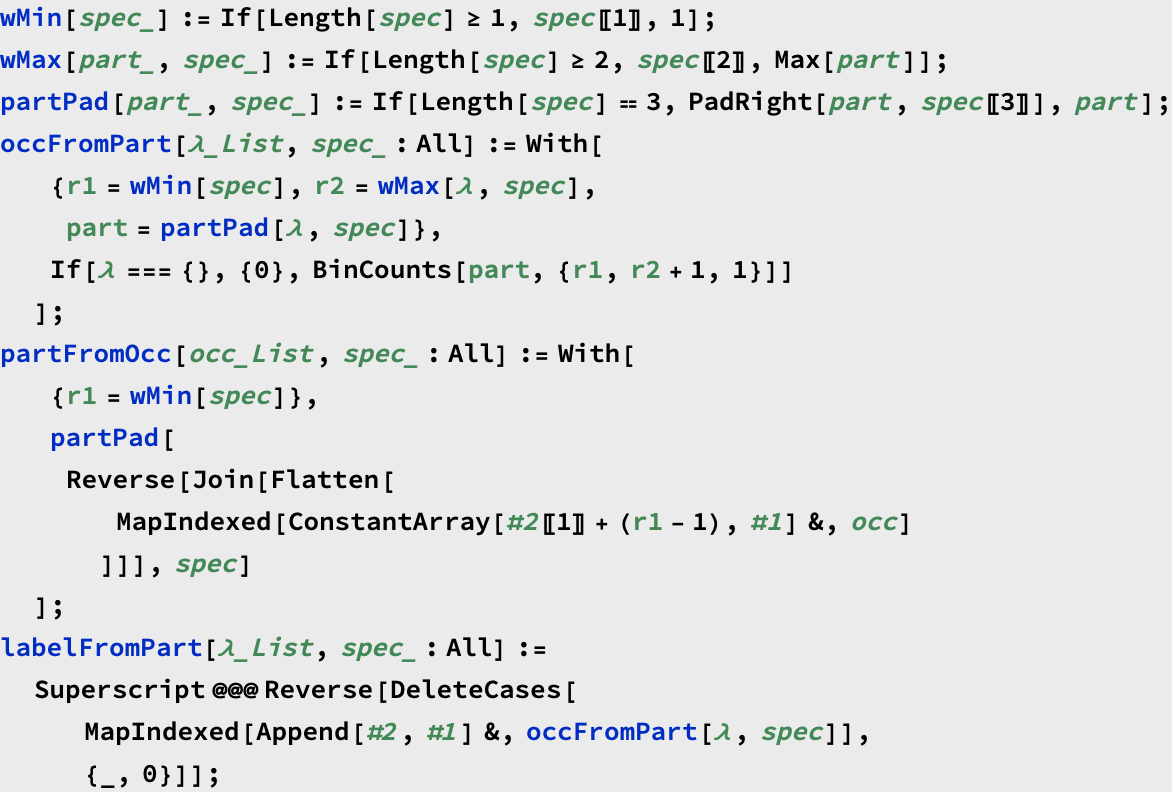 wMin[spec_] := If[Length[spec] ≥ 1, spec〚1〛, 1];
wMax[part_, spec_] := If[Length[spec] ≥ 2, spec〚2〛, Max[part]];
partPad[part_, spec_] := If[Length[spec] == 3, PadRight[part, spec〚3〛], part];
occFromPart[λ_List, spec_ : All] := With[
{r1 = wMin[spec], r2 = wMax[λ, spec],
part = partPad[λ, spec]},
If[λ === {}, {0}, BinCounts[part, {r1, r2 + 1, 1}]]
];
partFromOcc[occ_List, spec_ : All] := With[
{r1 = wMin[spec]},
partPad[
Reverse[Join[Flatten[
MapIndexed[ConstantArray[#2〚1〛 + (r1 - 1), #1] &, occ]
]]], spec]
];
labelFromPart[λ_List, spec_ : All] :=
Superscript @@@ Reverse[DeleteCases[
MapIndexed[Append[#2, #1] &, occFromPart[λ, spec]],
{_, 0}]];